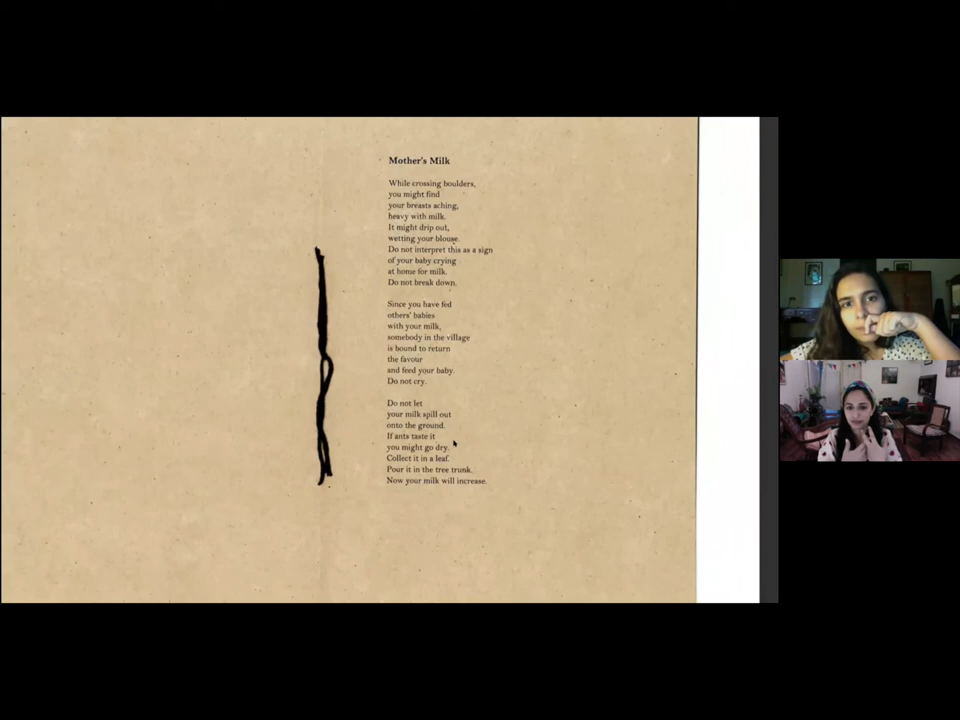 Mother's Milk
While crossing boulders,
you might find
your breasts aching,
heavy with milk.
It might drip out,
wetting your blouse.
Do not interpret this as a sign
of your baby crying
at home for milk.
Do not break down.
Since you have fed
others' babies
with your milk,
somebody in the village
is bound to return
the favour
and feed your baby.
Do not cry.
Do not let
your milk spill out
onto the ground.
If ants taste it
you might go dry.
Collect it in a leaf.
Pour it in the tree trunk.
Now your milk will increase.